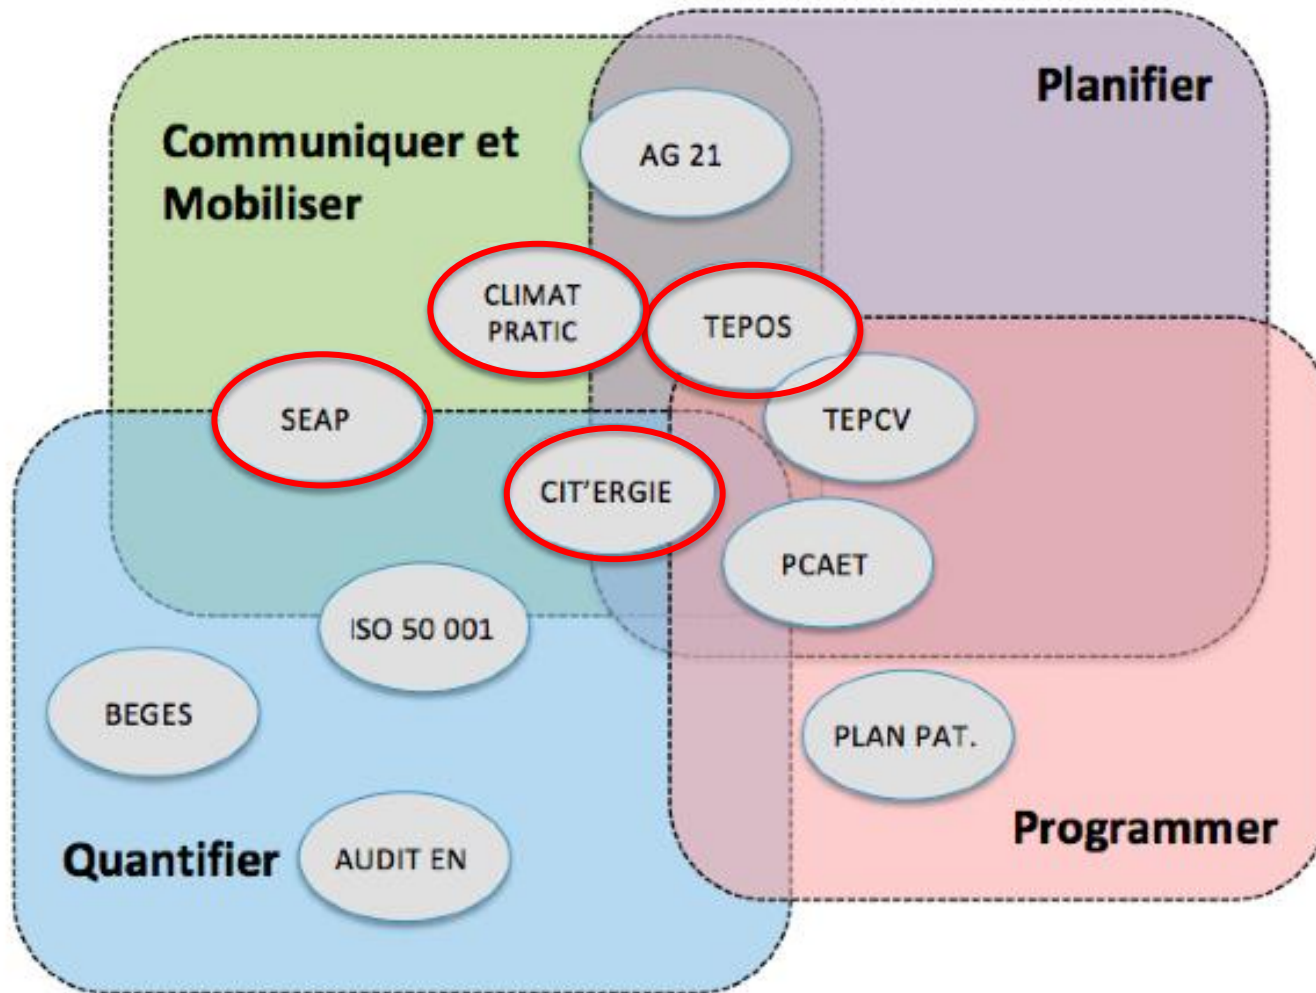 Planifier
Communiquer et
Mobiliser
AG 21
CLIMAT
PRATIC
TEPOS
SEAP
TEPCV
CIT'ERGIE
PCAET
ISO 50 001
BEGES
PLAN PAT.
Programmer
Quantifier
AUDIT EN